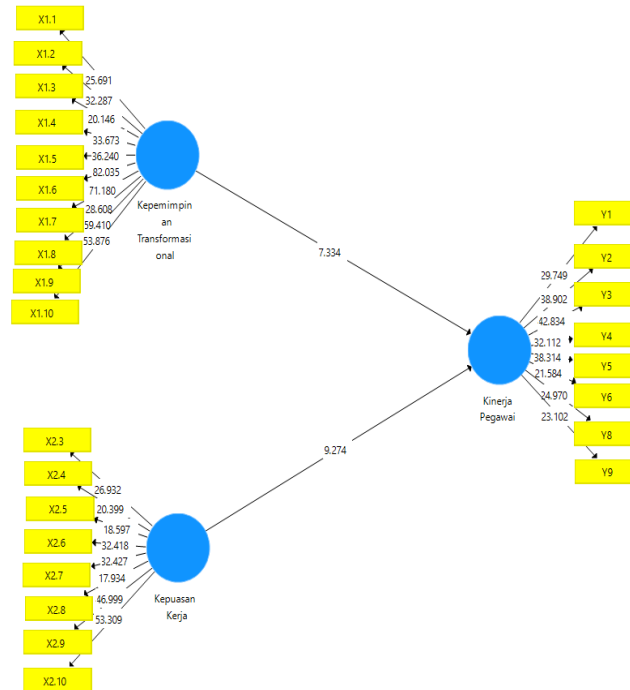 X1.1
X1.2
X1.3
X1.4
X1.5
X1.6
X1.7
X1.8
X1.9
X1.10
25.691
32.287
20.146
33.673
36.240
82.035
71.180
28.608
59.410
53.876
Kepemimpin
an
Transformasi
onal
7.334
Y1
Y2
Y3
Y4
Y5
Y6
Y8
Y9
29.749
38.902
42.834
32.112
38.314
21.584
24.970
23.102
Kinerja
Pegawai
9.274
X2.3
X2.4
X2.5
X2.6
X2.7
X2.8
X2.9
X2.10
26.932
20.399
18.597
32.418
32.427
17.934
46.999
53.309
Kepuasan
Kerja